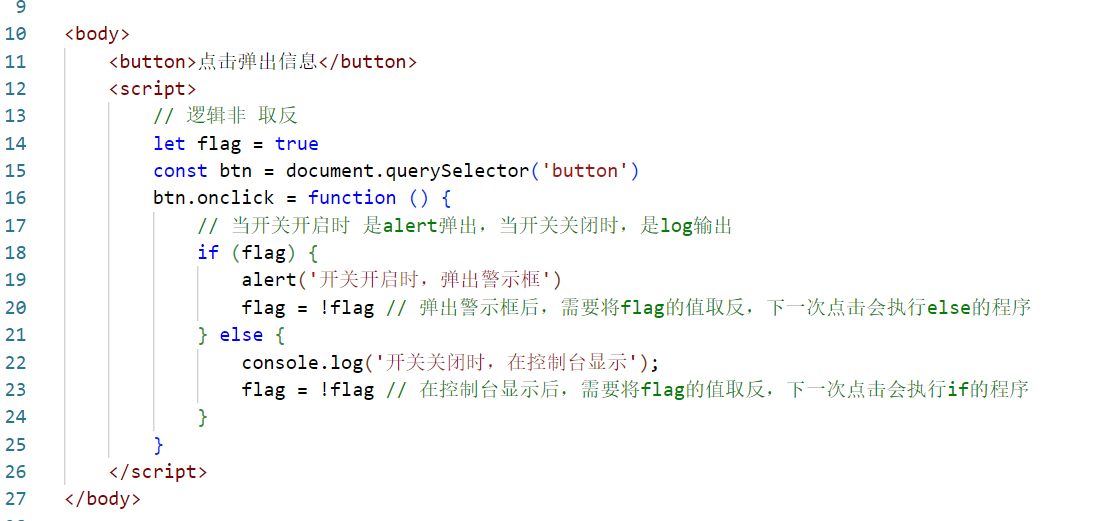 9
10 <body>
11 <button>点击弹出信息</button>
12 <script>
13 // 逻辑非 取反
14 let flag = true
15 const btn = document.querySelector('button')
16 btn.onclick = function () {
17 // 当开关开启时 是alert弹出，当开关关闭时，是log输出
18 if (flag) {
19 alert('开关开启时，弹出警示框')
20 flag = !flag // 弹出警示框后，需要将flag的值取反，下一次点击会执行else的程序
21 } else {
22 console.log('开关关闭时，在控制台显示');
23 flag = !flag // 在控制台显示后，需要将flag的值取反，下一次点击会执行if的程序
24 }
25 }
26 </script>
27 </body>